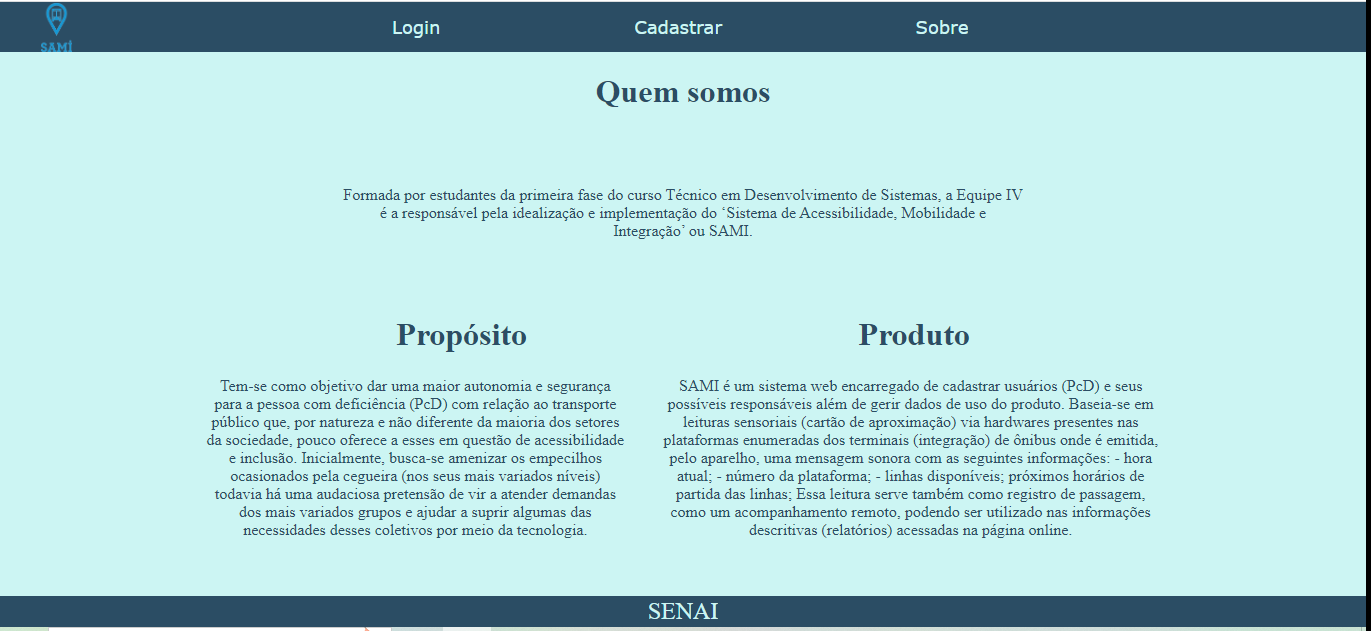 SAMİ
Login
Cadastrar
Sobre
Quem somos
Formada por estudantes da primeira fase do curso Técnico em Desenvolvimento de Sistemas, a Equipe IV
é a responsável pela idealização e implementação do ‘Sistema de Acessibilidade, Mobilidade e
Integração’ ou SAMI.
Propósito
Tem-se como objetivo dar uma maior autonomia e segurança
para a pessoa com deficiência (PcD) com relação ao transporte
público que, por natureza e não diferente da maioria dos setores
da sociedade, pouco oferece a esses em questão de acessibilidade
e inclusão. Inicialmente, busca-se amenizar os empecilhos
ocasionados pela cegueira (nos seus mais variados níveis)
todavia há uma audaciosa pretensão de vir a atender demandas
dos mais variados grupos e ajudar a suprir algumas das
necessidades desses coletivos por meio da tecnologia.
Produto
SAMI é um sistema web encarregado de cadastrar usuários (PcD) e seus
possíveis responsáveis além de gerir dados de uso do produto. Baseia-se em
leituras sensoriais (cartão de aproximação) via hardwares presentes nas
plataformas enumeradas dos terminais (integração) de ônibus onde é emitida,
pelo aparelho, uma mensagem sonora com as seguintes informações: - hora
atual; - número da plataforma; - linhas disponíveis; próximos horários de
partida das linhas; Essa leitura serve também como registro de passagem,
como um acompanhamento remoto, podendo ser utilizado nas informações
descritivas (relatórios) acessadas na página online.
SENAI